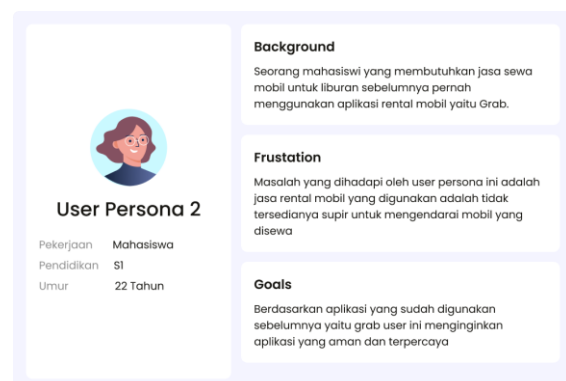 User Persona 2
Pekerjaan Mahasiswa
Pendidikan S1
Umur 22 Tahun
Background
Seorang mahasiswi yang membutuhkan jasa sewa
mobil untuk liburan sebelumnya pernah
menggunakan aplikasi rental mobil yaitu Grab.
Frustation
Masalah yang dihadapi oleh user persona ini adalah
jasa rental mobil yang digunakan adalah tidak
tersedianya supir untuk mengendarai mobil yang
disewa
Goals
Berdasarkan aplikasi yang sudah digunakan
sebelumnya yaitu grab user ini menginginkan
aplikasi yang aman dan terpercaya